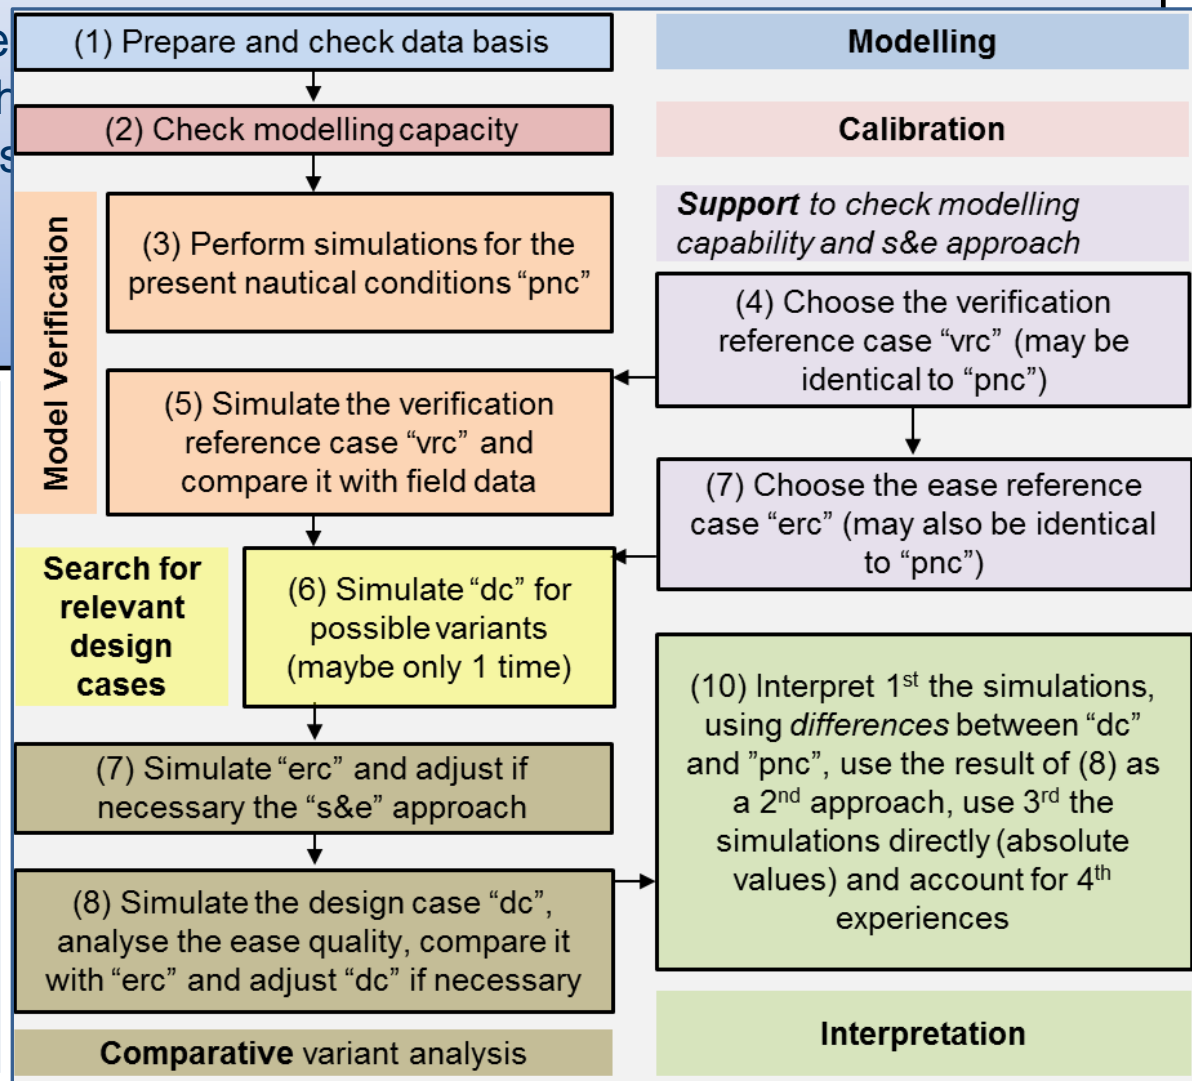 (1) Prepare and check data basis
Modelling
(2) Check modelling capacity
Calibration
Model Verification
(3) Perform simulations for the
present nautical conditions “pnc”
Support to check modelling
capability and s&e approach
(4) Choose the verification
reference case “vrc” (may be
identical to “pnc”)
(5) Simulate the verification
reference case “vrc” and
compare it with field data
(7) Choose the ease reference
case “erc” (may also be identical
to “pnc”)
Search for
relevant
design
cases
(6) Simulate “dc” for
possible variants
(maybe only 1 time)
(7) Simulate “erc” and adjust if
necessary the “s&e” approach
(8) Simulate the design case “dc”,
analyse the ease quality, compare it
with “erc” and adjust “dc” if necessary
(10) Interpret 1st the simulations,
using differences between “dc”
and ”pnc”, use the result of (8) as
a 2nd approach, use 3rd the
simulations directly (absolute
values) and account for 4th
experiences
Comparative variant analysis
Interpretation